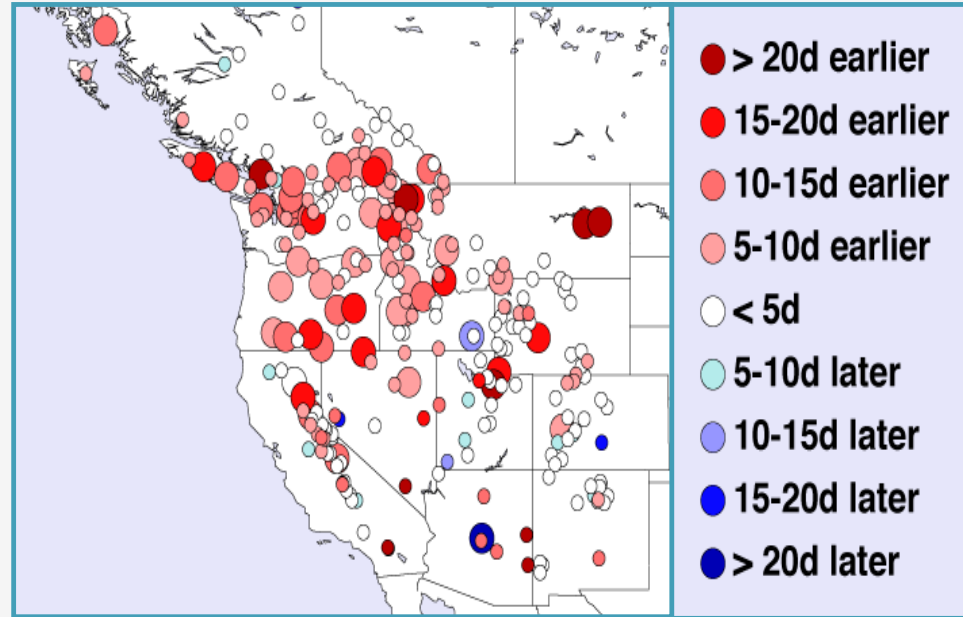 > 20d earlier
15-20d earlier
10-15d earlier
5-10d earlier
< 5d
5-10d later
10-15d later
15-20d later
> 20d later